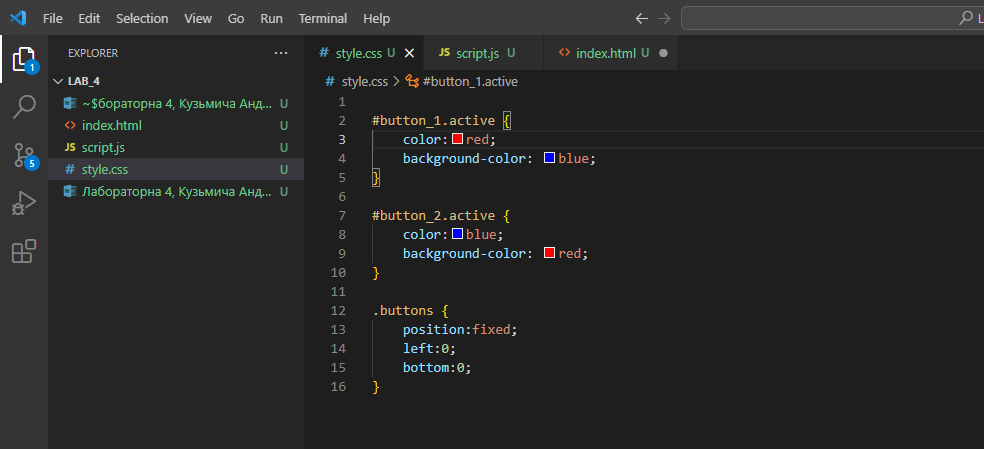 File Edit Selection View Go Run Terminal Help
EXPLORER ...
LAB_4
~$бораторна 4, Кузьмича Анд... U
index.html U
script.js U
style.css U
Лабораторна 4, Кузьмича Анд... U
1
5
# style.css U JS script.js U <> index.html U
# style.css > #button_1.active
1
2 #button_1.active {
3 color: red;
4 background-color: blue;
5 }
6
7 #button_2.active {
8 color: blue;
9 background-color: red;
10 }
11
12 .buttons {
13 position:fixed;
14 left:0;
15 bottom:0;
16 }